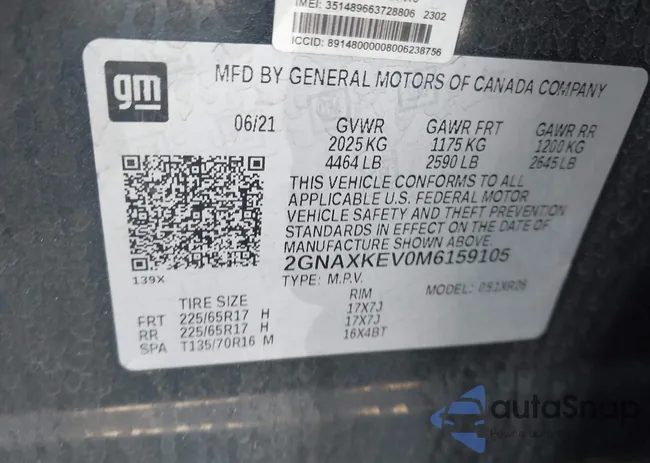 IMEI: 351489663728806 2302
ICCID: 89148000008006238756
gm
MFD BY GENERAL MOTORS OF CANADA COMPANY
06/21 GVWR GAWR FRT GAWR RR
2025 KG 1175 KG 1200 KG
4464 LB 2590 LB 2645 LB
THIS VEHICLE CONFORMS TO ALL
APPLICABLE U.S. FEDERAL MOTOR
VEHICLE SAFETY AND THEFT PREVENTION
STANDARDS IN EFFECT ON THE DATE OF
MANUFACTURE SHOWN ABOVE.
2GNAXKEV0M6159105
139X
TYPE: M.P.V. MODEL: 0S1XR26
TIRE SIZE RIM
FRT 225/65R17 H 17X7J
RR 225/65R17 H 17X7J
SPA T135/70R16 M 16X4BT
autoSnap